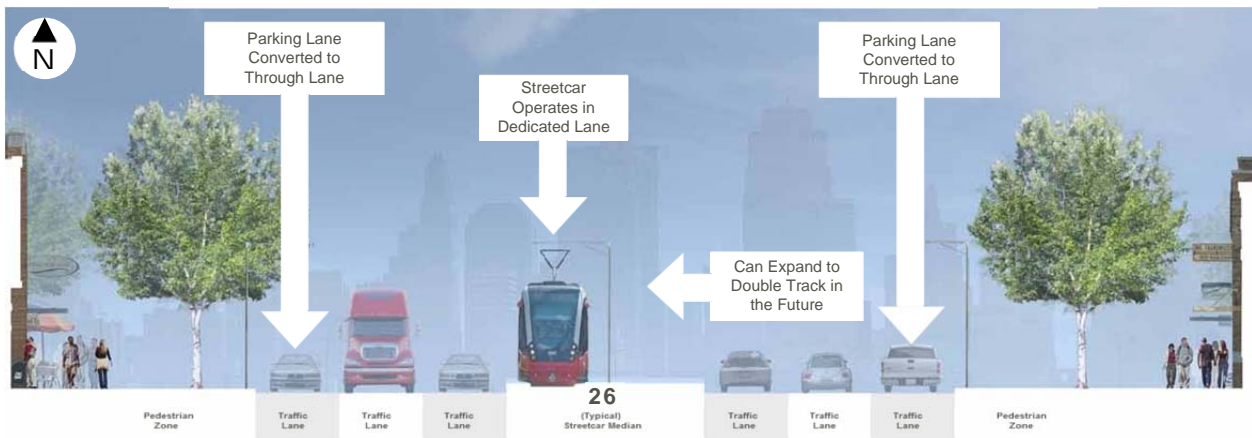 N
Parking Lane
Converted to
Through Lane
Streetcar
Operates in
Dedicated Lane
Parking Lane
Converted to
Through Lane
Can Expand to
Double Track in
the Future
Pedestrian
Zone
Traffic
Lane
Traffic
Lane
Traffic
Lane
26
(Typical)
Streetcar Median
Traffic
Lane
Traffic
Lane
Traffic
Lane
Pedestrian
Zone